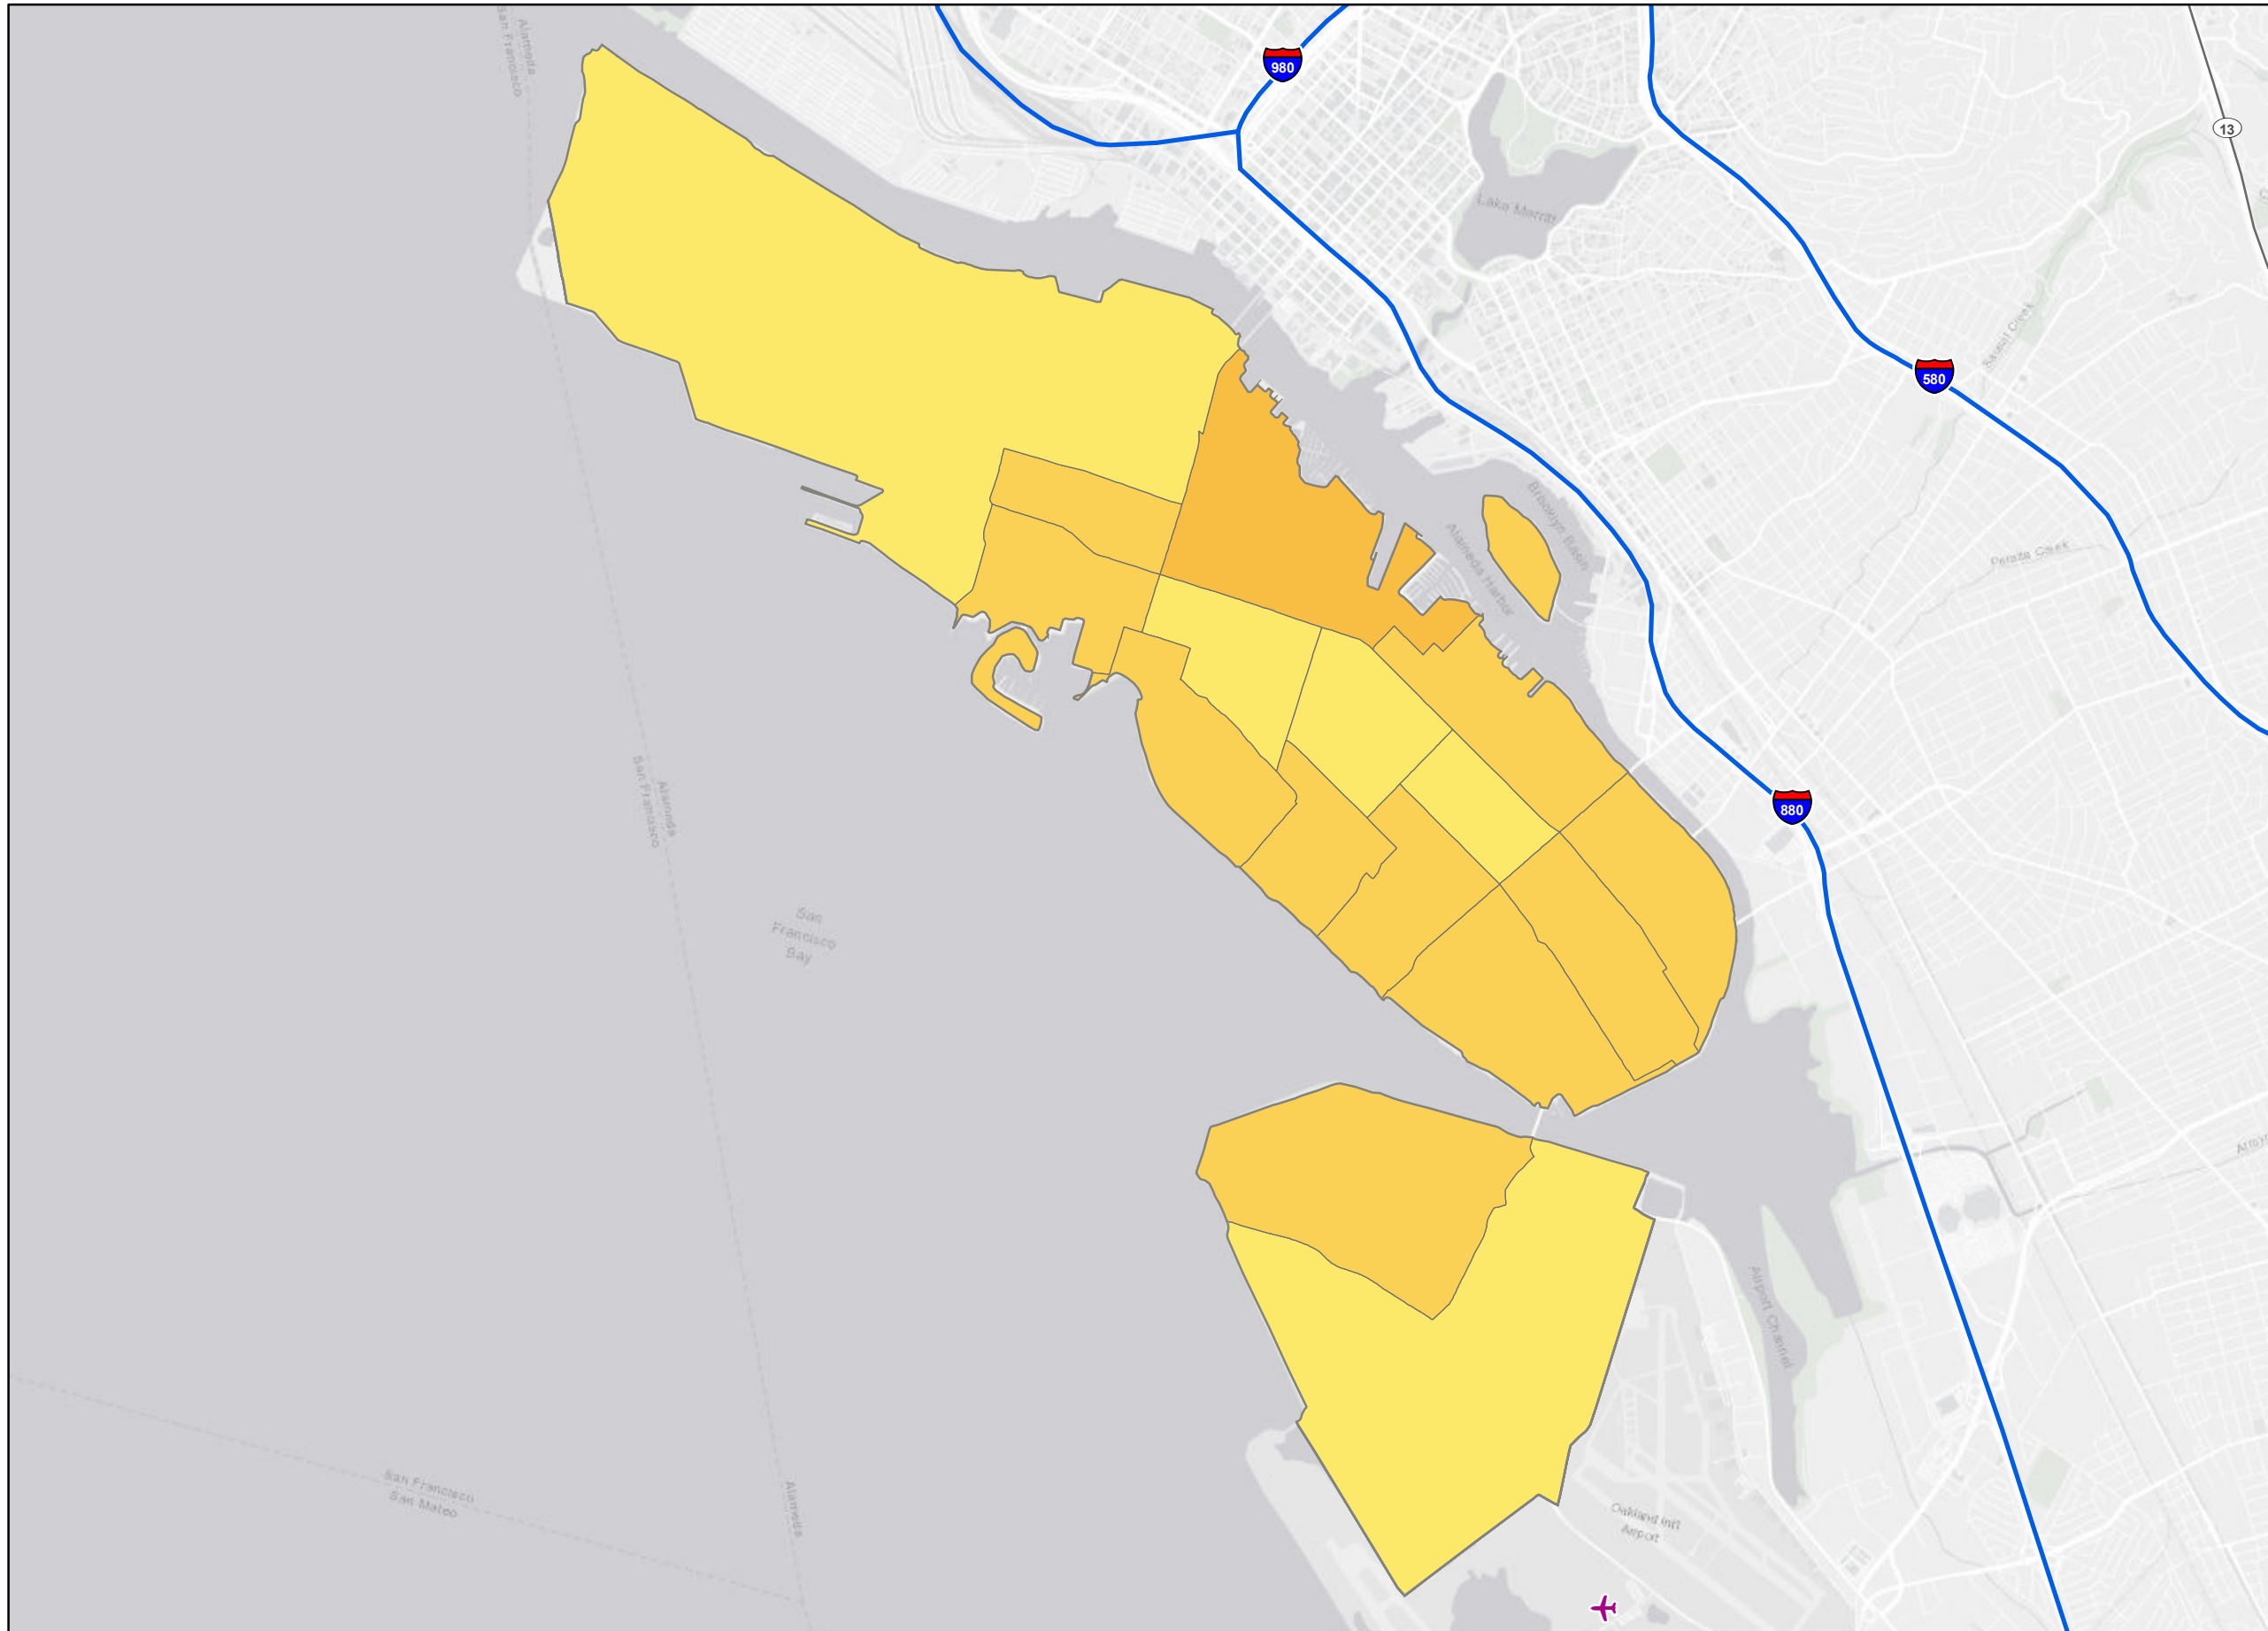 Alameda
San Francisco
980
13
Lake Merritt
Sausal Creek
580
Brooklyn Basin
Alameda Harbor
Peralta Creek
Alameda
San Francisco
880
San
Francisco
Bay
Airport Channel
San Francisco
San Mateo
Alameda
Oakland Int'l
Airport